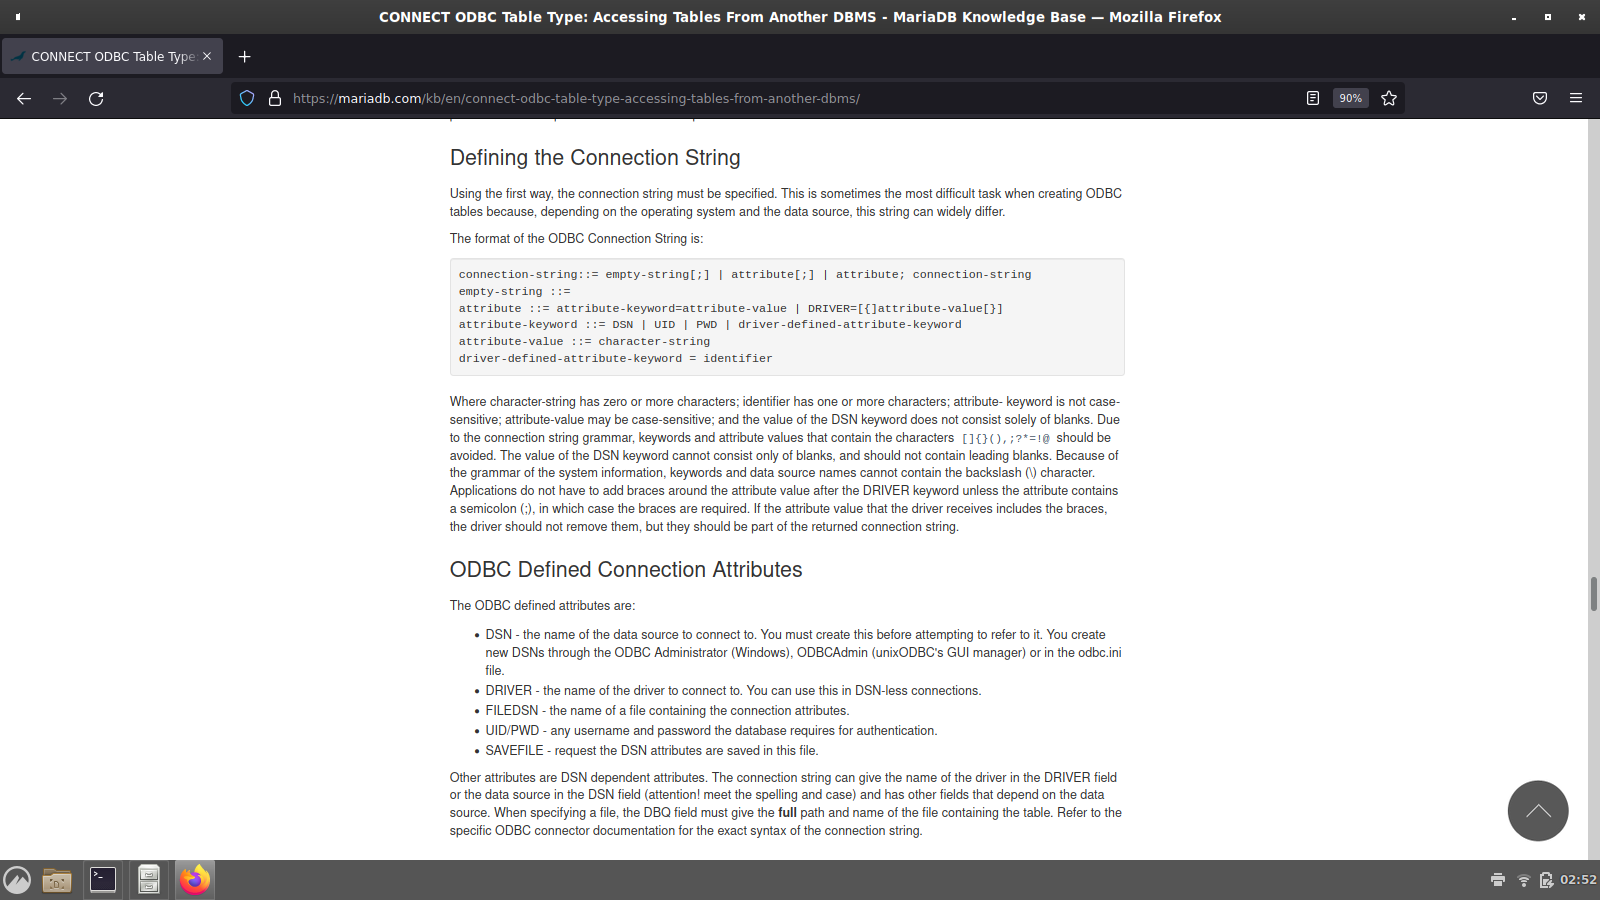 CONNECT ODBC Table Type: Accessing Tables From Another DBMS - MariaDB Knowledge Base — Mozilla Firefox
CONNECT ODBC Table Type:
https://mariadb.com/kb/en/connect-odbc-table-type-accessing-tables-from-another-dbms/
90%
Defining the Connection String
Using the first way, the connection string must be specified. This is sometimes the most difficult task when creating ODBC
tables because, depending on the operating system and the data source, this string can widely differ.
The format of the ODBC Connection String is:
connection-string::= empty-string[;] | attribute[;] | attribute; connection-string
empty-string ::=
attribute ::= attribute-keyword=attribute-value | DRIVER=[{]attribute-value[}]
attribute-keyword ::= DSN | UID | PWD | driver-defined-attribute-keyword
attribute-value ::= character-string
driver-defined-attribute-keyword = identifier
Where character-string has zero or more characters; identifier has one or more characters; attribute- keyword is not case-
sensitive; attribute-value may be case-sensitive; and the value of the DSN keyword does not consist solely of blanks. Due
to the connection string grammar, keywords and attribute values that contain the characters []{}(),;?*=!@ should be
avoided. The value of the DSN keyword cannot consist only of blanks, and should not contain leading blanks. Because of
the grammar of the system information, keywords and data source names cannot contain the backslash (\) character.
Applications do not have to add braces around the attribute value after the DRIVER keyword unless the attribute contains
a semicolon (;), in which case the braces are required. If the attribute value that the driver receives includes the braces,
the driver should not remove them, but they should be part of the returned connection string.
ODBC Defined Connection Attributes
The ODBC defined attributes are:
• DSN - the name of the data source to connect to. You must create this before attempting to refer to it. You create
new DSNs through the ODBC Administrator (Windows), ODBCAdmin (unixODBC's GUI manager) or in the odbc.ini
file.
• DRIVER - the name of the driver to connect to. You can use this in DSN-less connections.
• FILEDSN - the name of a file containing the connection attributes.
• UID/PWD - any username and password the database requires for authentication.
• SAVEFILE - request the DSN attributes are saved in this file.
Other attributes are DSN dependent attributes. The connection string can give the name of the driver in the DRIVER field
or the data source in the DSN field (attention! meet the spelling and case) and has other fields that depend on the data
source. When specifying a file, the DBQ field must give the full path and name of the file containing the table. Refer to the
specific ODBC connector documentation for the exact syntax of the connection string.
02:52